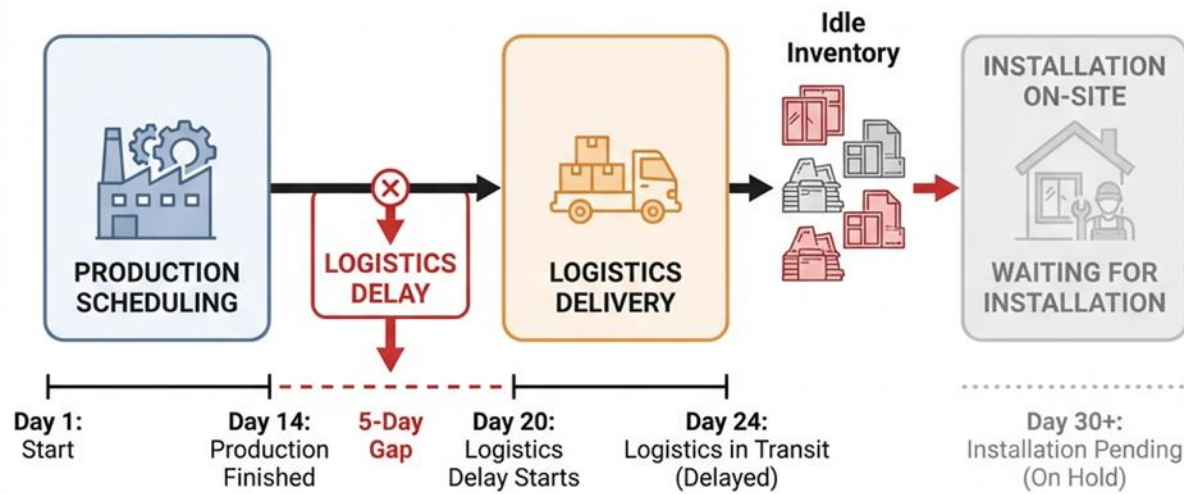 PRODUCTION
SCHEDULING
LOGISTICS
DELAY
LOGISTICS
DELIVERY
Idle
Inventory
INSTALLATION
ON-SITE
WAITING FOR
INSTALLATION
Day 1:
Start
Day 14:
Production
Finished
5-Day
Gap
Day 20:
Logistics
Delay Starts
Day 24:
Logistics in Transit
(Delayed)
Day 30+:
Installation Pending
(On Hold)